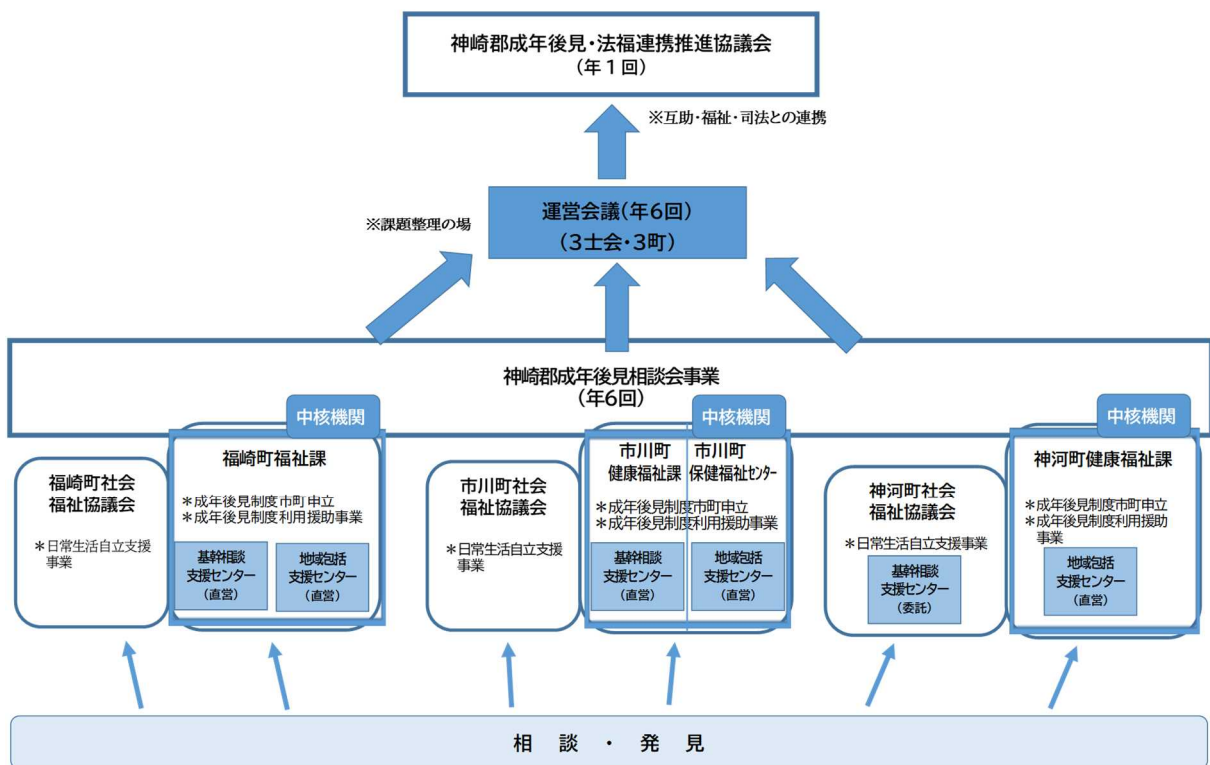 神崎郡成年後見・法福連携推進協議会
(年1回)
※互助・福祉・司法との連携
運営会議(年6回)
(3士会・3町)
※課題整理の場
神崎郡成年後見相談会事業
(年6回)
福崎町社会
福祉協議会
＊日常生活自立支援
事業
中核機関
福崎町福祉課
＊成年後見制度市町申立
＊成年後見制度利用援助事業
基幹相談
支援センター
(直営)
地域包括
支援センター
(直営)
市川町社会
福祉協議会
＊日常生活自立支援
事業
中核機関
市川町
健康福祉課
市川町
保健福祉センター
＊成年後見制度市町申立
＊成年後見制度利用援助事業
基幹相談
支援センター
(直営)
地域包括
支援センター
(直営)
神河町社会
福祉協議会
＊日常生活自立支援事業
基幹相談
支援センター
(委託)
中核機関
神河町健康福祉課
＊成年後見制度市町申立
＊成年後見制度利用援助
事業
地域包括
支援センター
(直営)
相 談 ・ 発 見